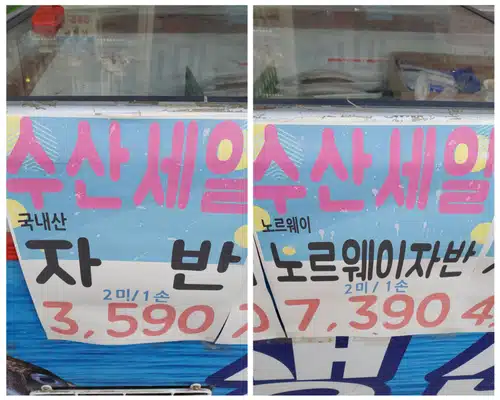 수산세일
국내산
자반
2미/1손
3,590
수산세일
노르웨이
노르웨이자반
2미/1손
7,390